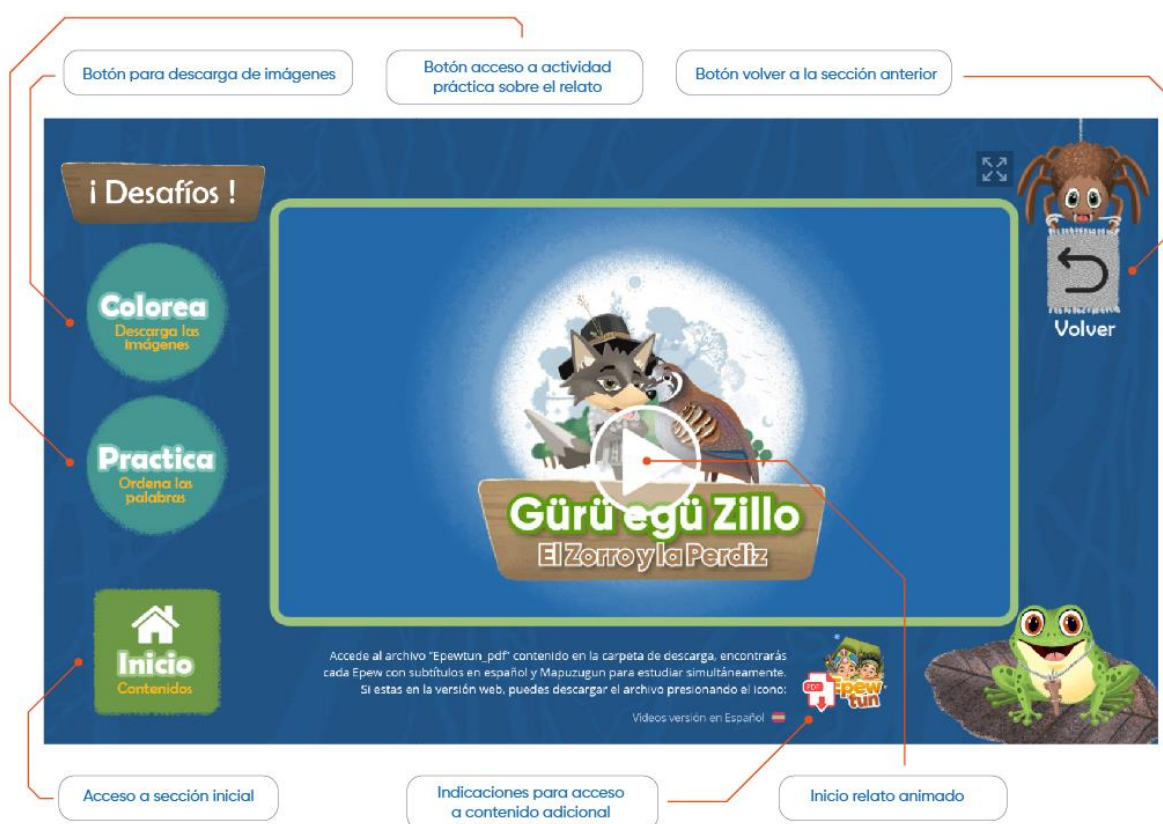 Botón para descarga de imágenes
Botón acceso a actividad
práctica sobre el relato
Botón volver a la sección anterior
¡ Desafíos !
Colorea
Descarga las
imágenes
Practica
Ordena las
palabras
Inicio
Contenidos
Volver
Gürü egü Zillo
El Zorro y la Perdiz
Accede al archivo "Epewtun_pdf" contenido en la carpeta de descarga, encontrarás
cada Epew con subtítulos en español y Mapuzugun para estudiar simultáneamente.
Si estas en la versión web, puedes descargar el archivo presionando el icono:
Videos versión en Español
PDF
Epew
tun
Acceso a sección inicial
Indicaciones para acceso
a contenido adicional
Inicio relato animado